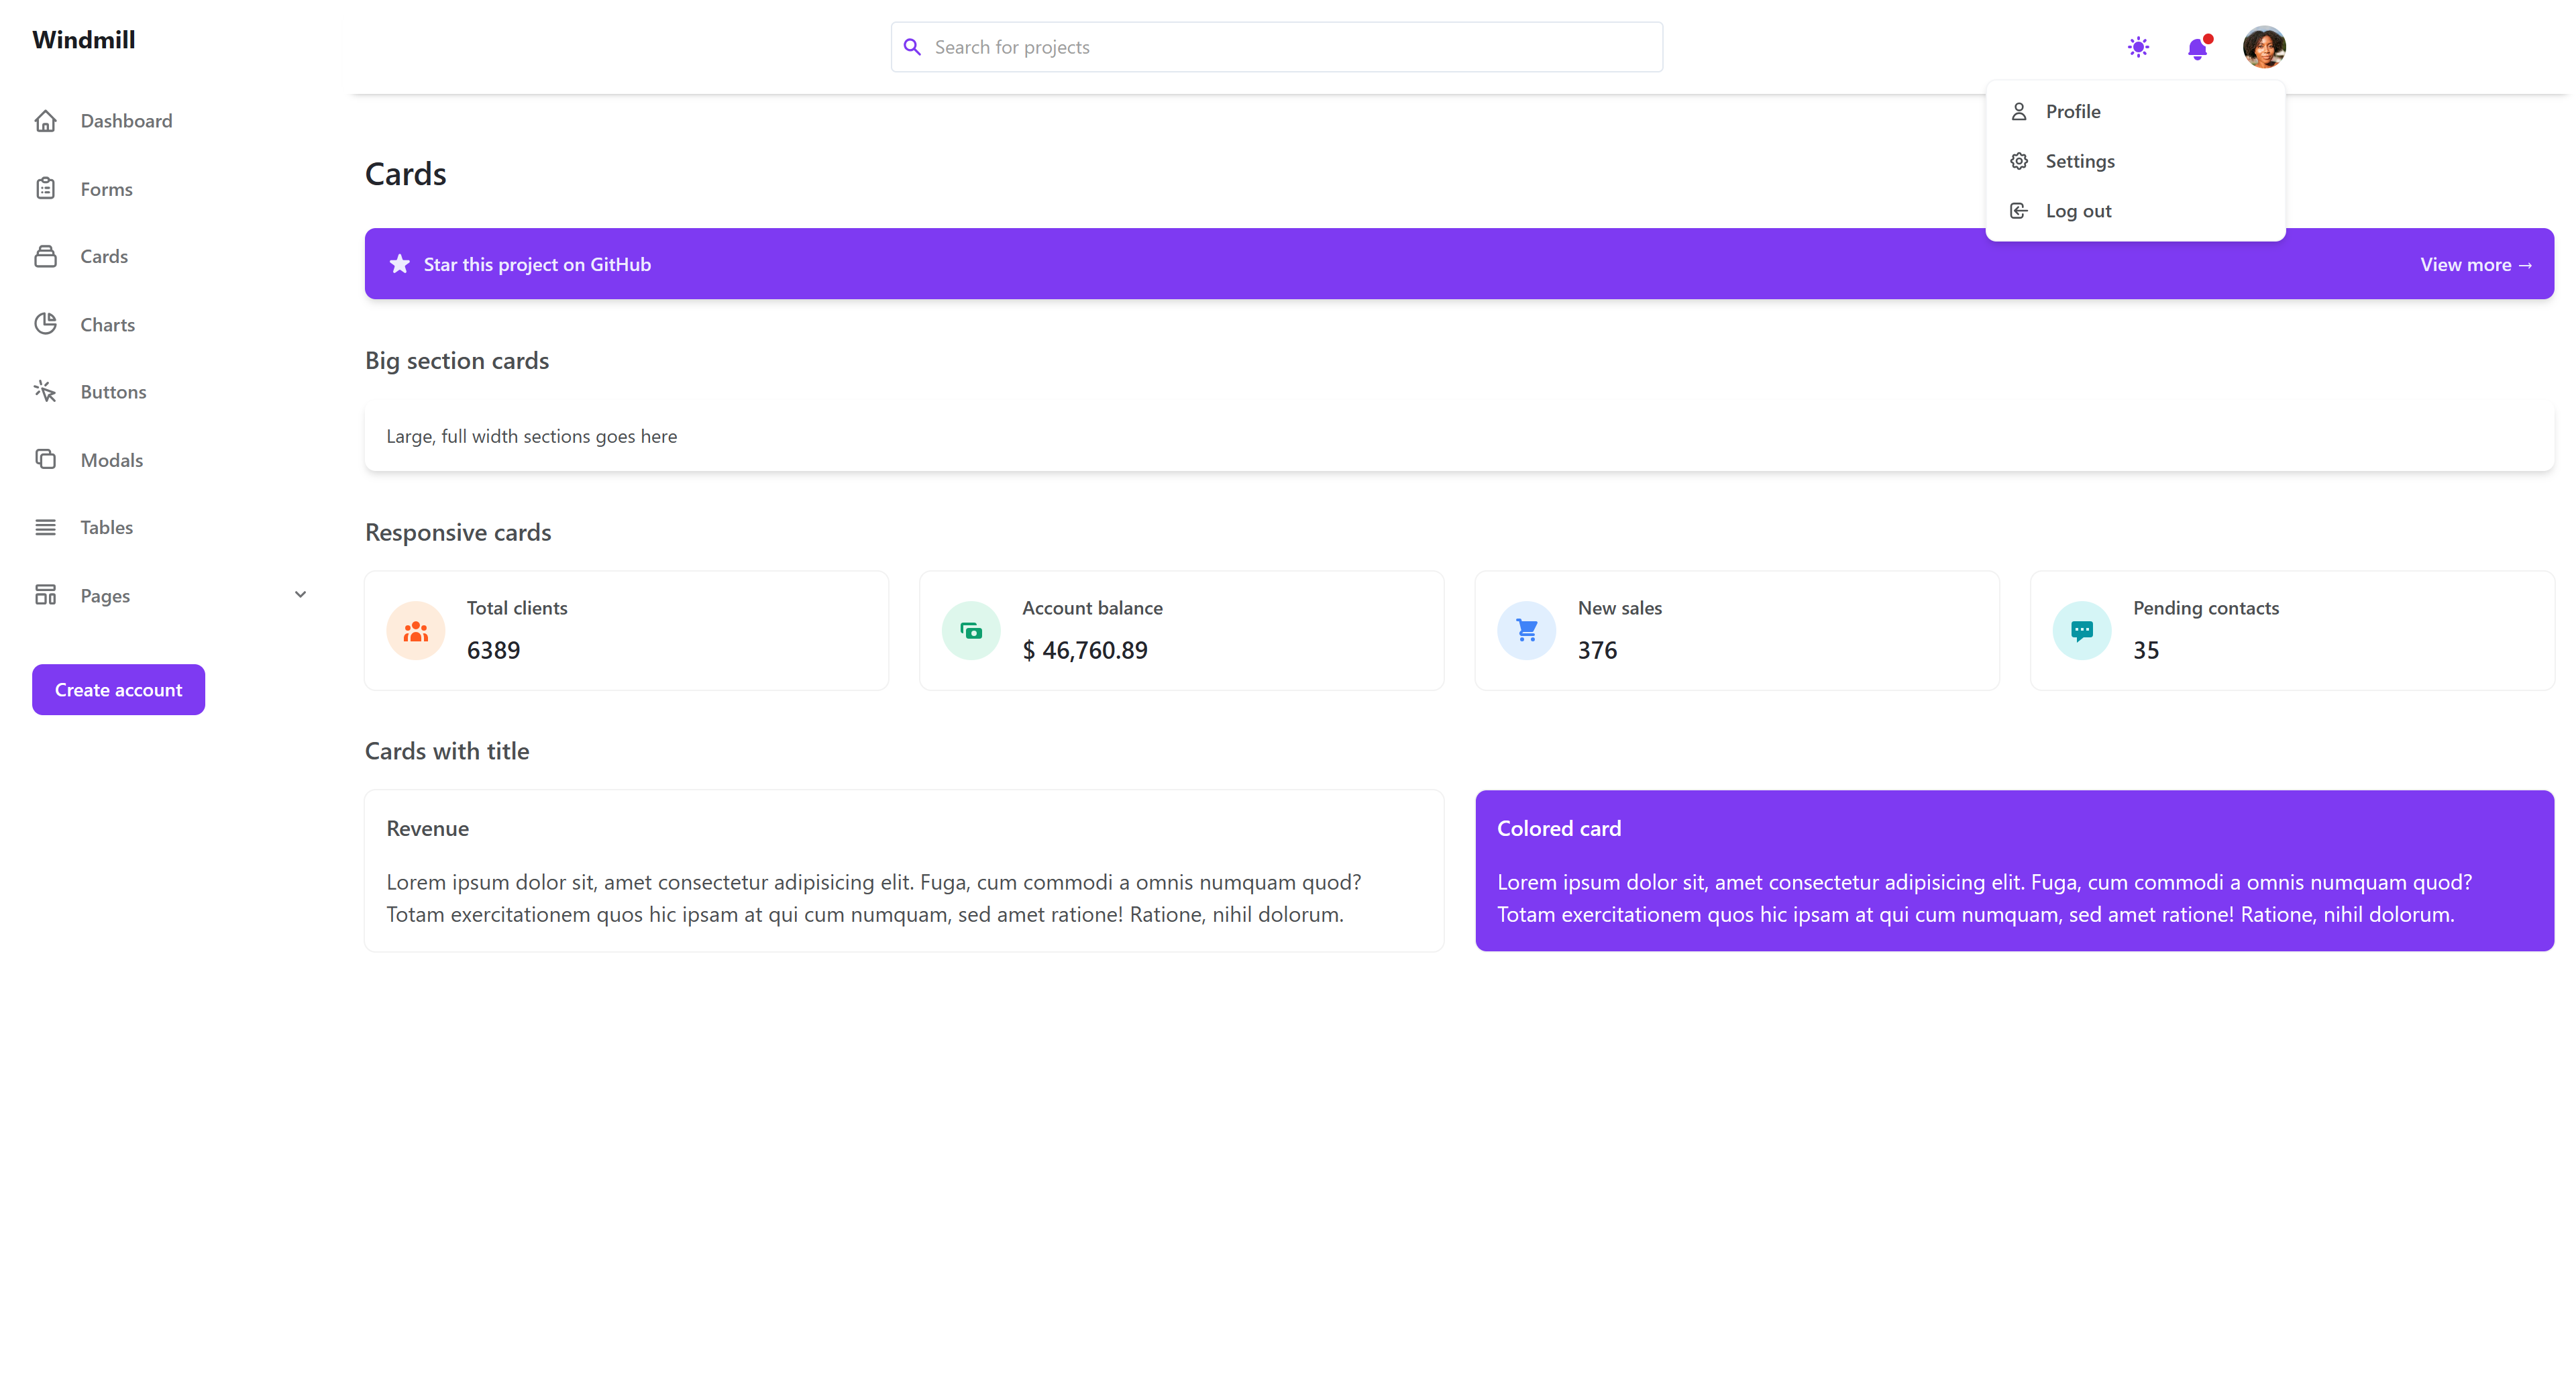 Windmill
Dashboard
Forms
Cards
Charts
Buttons
Modals
Tables
Pages
Create account
Search for projects
Profile
Settings
Log out
Cards
Star this project on GitHub
View more →
Big section cards
Large, full width sections goes here
Responsive cards
Total clients
6389
Account balance
$ 46,760.89
New sales
376
Pending contacts
35
Cards with title
Revenue
Lorem ipsum dolor sit, amet consectetur adipisicing elit. Fuga, cum commodi a omnis numquam quod?
Totam exercitationem quos hic ipsam at qui cum numquam, sed amet ratione! Ratione, nihil dolorum.
Colored card
Lorem ipsum dolor sit, amet consectetur adipisicing elit. Fuga, cum commodi a omnis numquam quod?
Totam exercitationem quos hic ipsam at qui cum numquam, sed amet ratione! Ratione, nihil dolorum.